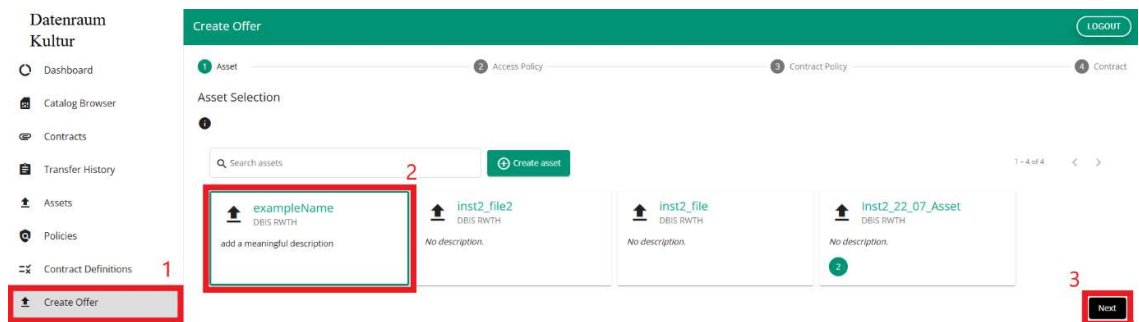 Datenraum
Kultur
Dashboard
Catalog Browser
Contracts
Transfer History
Assets
Policies
Contract Definitions
1
Create Offer
Create Offer
LOGOUT
1 Asset
2 Access Policy
3 Contract Policy
4 Contract
Asset Selection
Search assets
Create asset
1 – 4 of 4
2
exampleName
DBIS RWTH
add a meaningful description
inst2_file2
DBIS RWTH
No description.
inst2_file
DBIS RWTH
No description.
Inst2_22_07_Asset
DBIS RWTH
No description.
2
3
Next